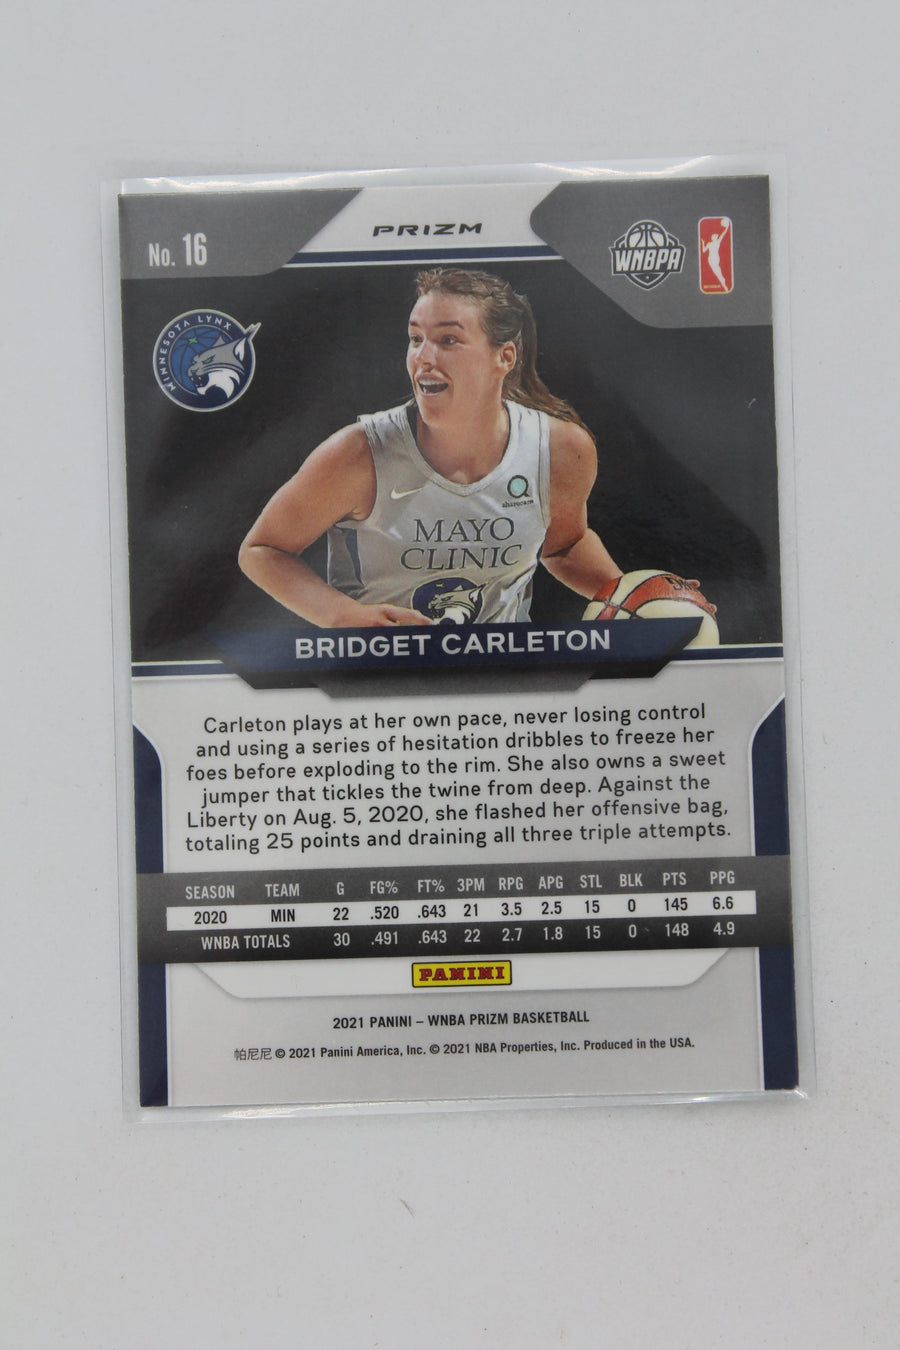 No. 16
PRIZM
WNBPA
MINNESOTA LYNX
sharecare
MAYO
CLINIC
BRIDGET CARLETON
Carleton plays at her own pace, never losing control
and using a series of hesitation dribbles to freeze her
foes before exploding to the rim. She also owns a sweet
jumper that tickles the twine from deep. Against the
Liberty on Aug. 5, 2020, she flashed her offensive bag,
totaling 25 points and draining all three triple attempts.
SEASON TEAM G FG% FT% 3PM RPG APG STL BLK PTS PPG
2020 MIN 22 .520 .643 21 3.5 2.5 15 0 145 6.6
WNBA TOTALS 30 .491 .643 22 2.7 1.8 15 0 148 4.9
PANINI
2021 PANINI – WNBA PRIZM BASKETBALL
帕尼尼 © 2021 Panini America, Inc. © 2021 NBA Properties, Inc. Produced in the USA.